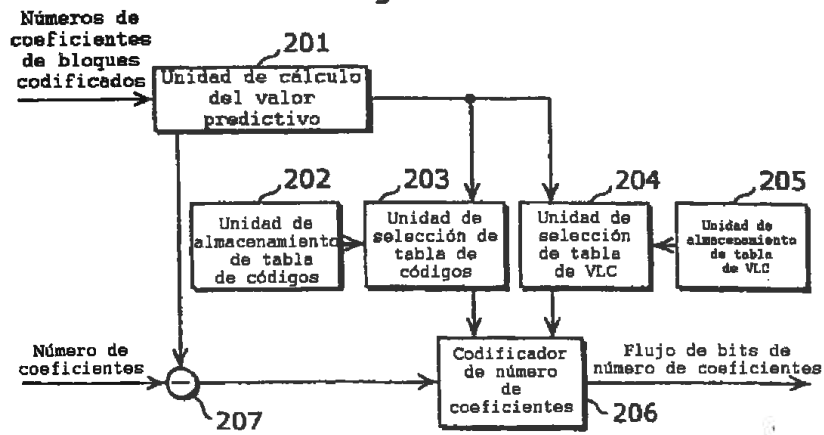 Números de
coeficientes
de bloques
codificados
201
Unidad de cálculo
del valor
predictivo
202
Unidad de
almacenamiento
de tabla
de códigos
203
Unidad de
selección de
tabla de
códigos
204
Unidad de
selección
de tabla
de VLC
205
Unidad de
almacenamiento
de tabla
de VLC
Número de
coeficientes
207
Codificador
de número
de
coeficientes
206
Flujo de bits de
número de coeficientes